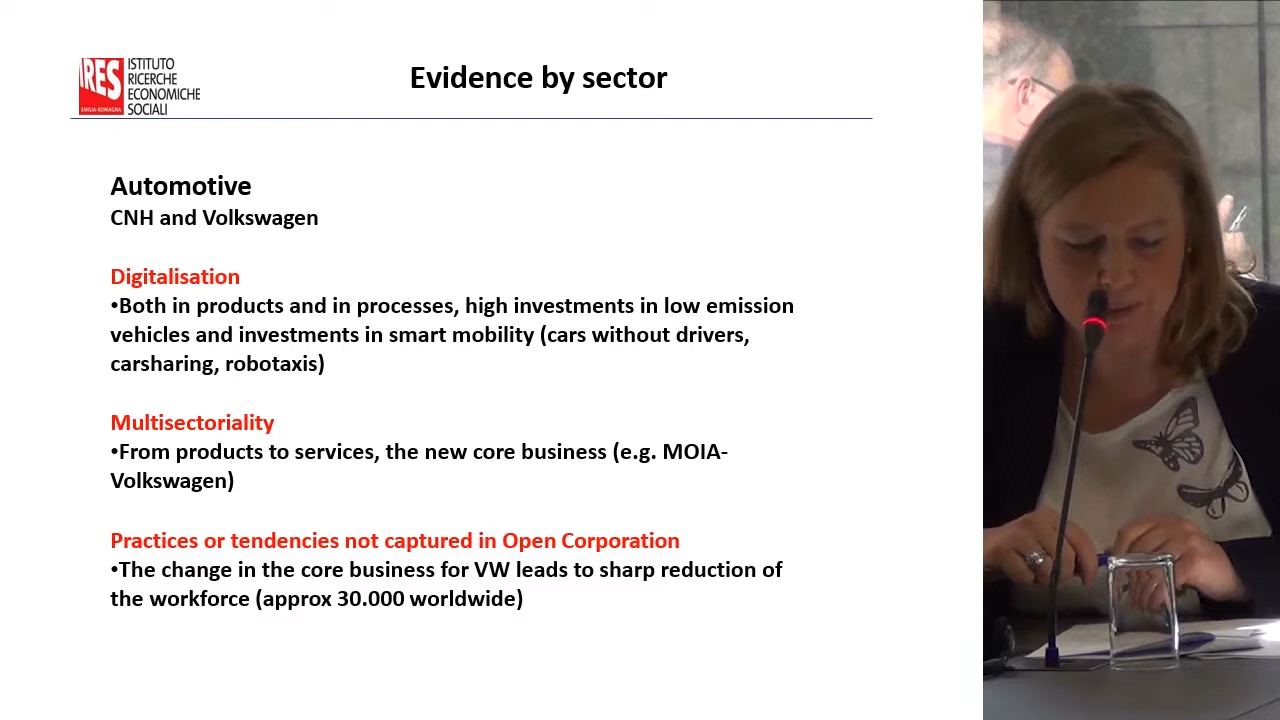 IRES
EMILIA-ROMAGNA
ISTITUTO
RICERCHE
ECONOMICHE
SOCIALI
Evidence by sector
Automotive
CNH and Volkswagen
Digitalisation
•Both in products and in processes, high investments in low emission
vehicles and investments in smart mobility (cars without drivers,
carsharing, robotaxis)
Multisectoriality
•From products to services, the new core business (e.g. MOIA-
Volkswagen)
Practices or tendencies not captured in Open Corporation
•The change in the core business for VW leads to sharp reduction of
the workforce (approx 30.000 worldwide)